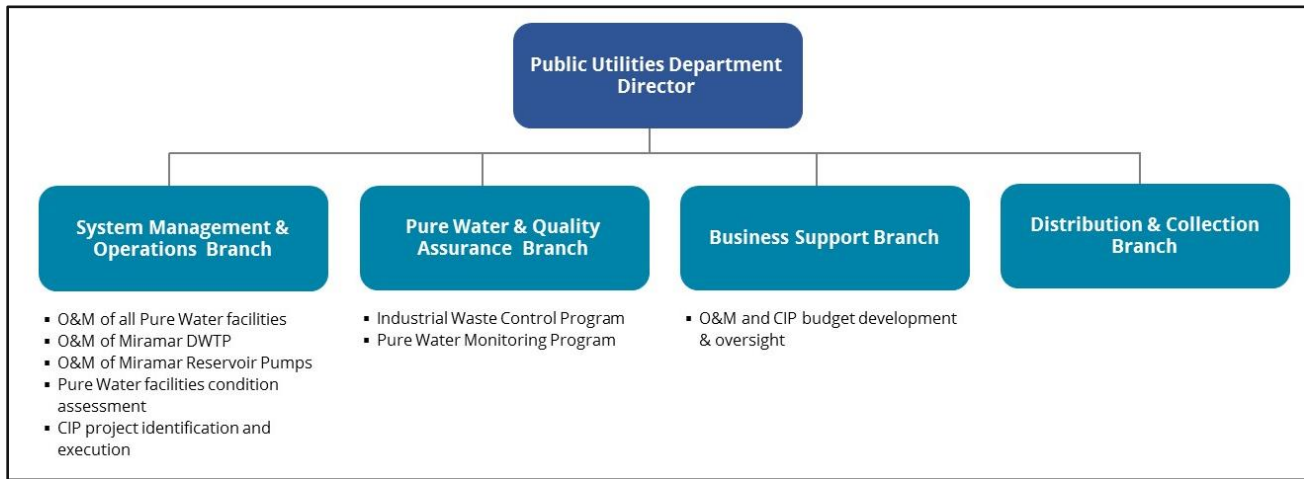 Public Utilities Department
Director
System Management &
Operations Branch
▪ O&M of all Pure Water facilities
▪ O&M of Miramar DWTP
▪ O&M of Miramar Reservoir Pumps
▪ Pure Water facilities condition
assessment
▪ CIP project identification and
execution
Pure Water & Quality
Assurance Branch
▪ Industrial Waste Control Program
▪ Pure Water Monitoring Program
Business Support Branch
▪ O&M and CIP budget development
& oversight
Distribution & Collection
Branch